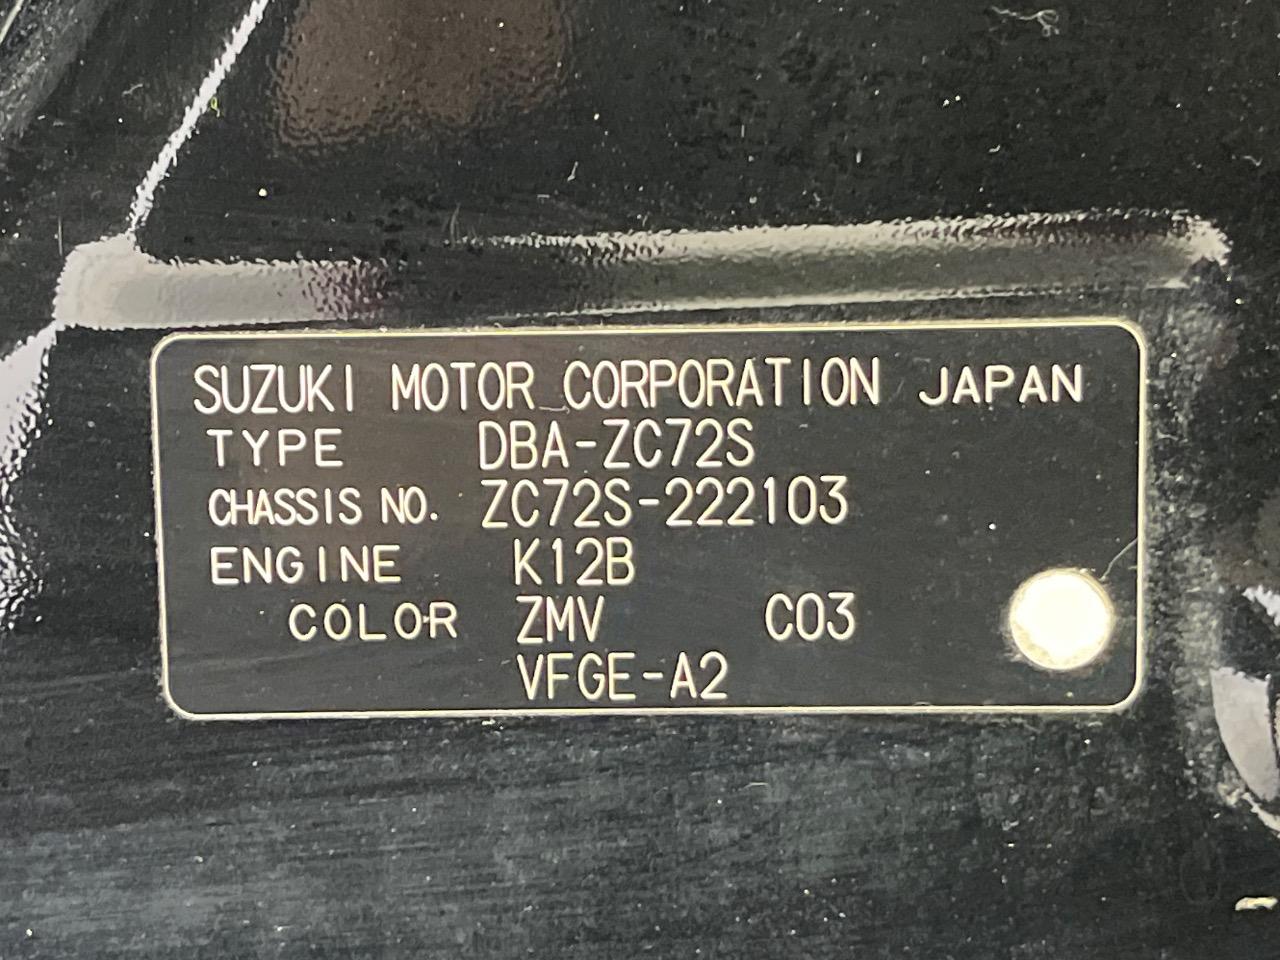 SUZUKI MOTOR CORPORATION JAPAN
TYPE DBA-ZC72S
CHASSIS NO. ZC72S-222103
ENGINE K12B
COLOR ZMV C03
VFGE-A2